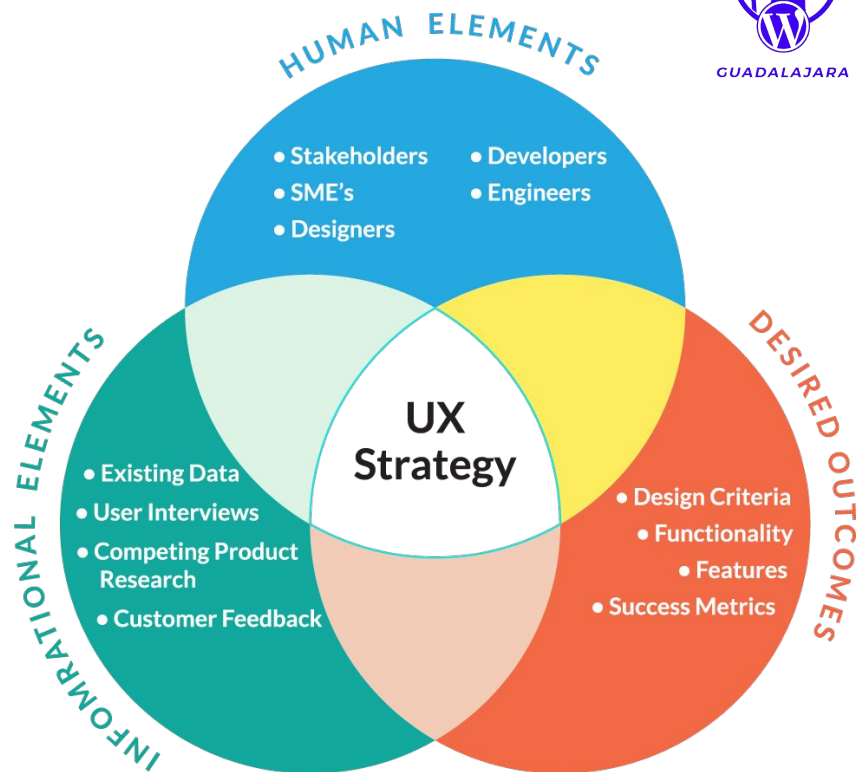 GUADALAJARA
HUMAN ELEMENTS
• Stakeholders
• SME's
• Designers
• Developers
• Engineers
INFOMRATIONAL ELEMENTS
• Existing Data
• User Interviews
• Competing Product
Research
• Customer Feedback
UX
Strategy
DESIRED OUTCOMES
• Design Criteria
• Functionality
• Features
• Success Metrics